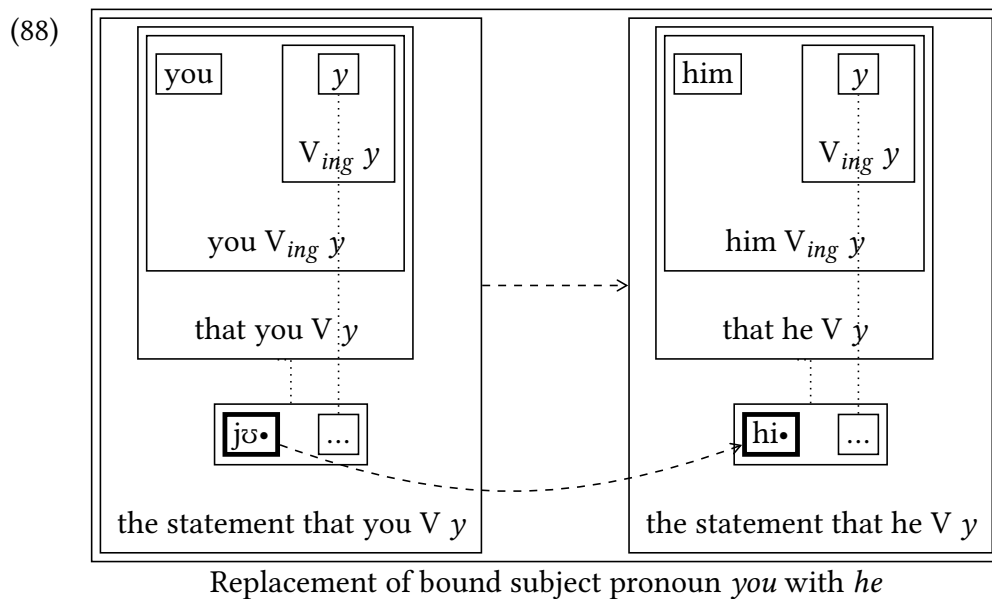 (88)
you y him y
V_ing y V_ing y
you V_ing y him V_ing y
that you V y that he V y
jʊ• ... hi• ...
the statement that you V y the statement that he V y
Replacement of bound subject pronoun you with he